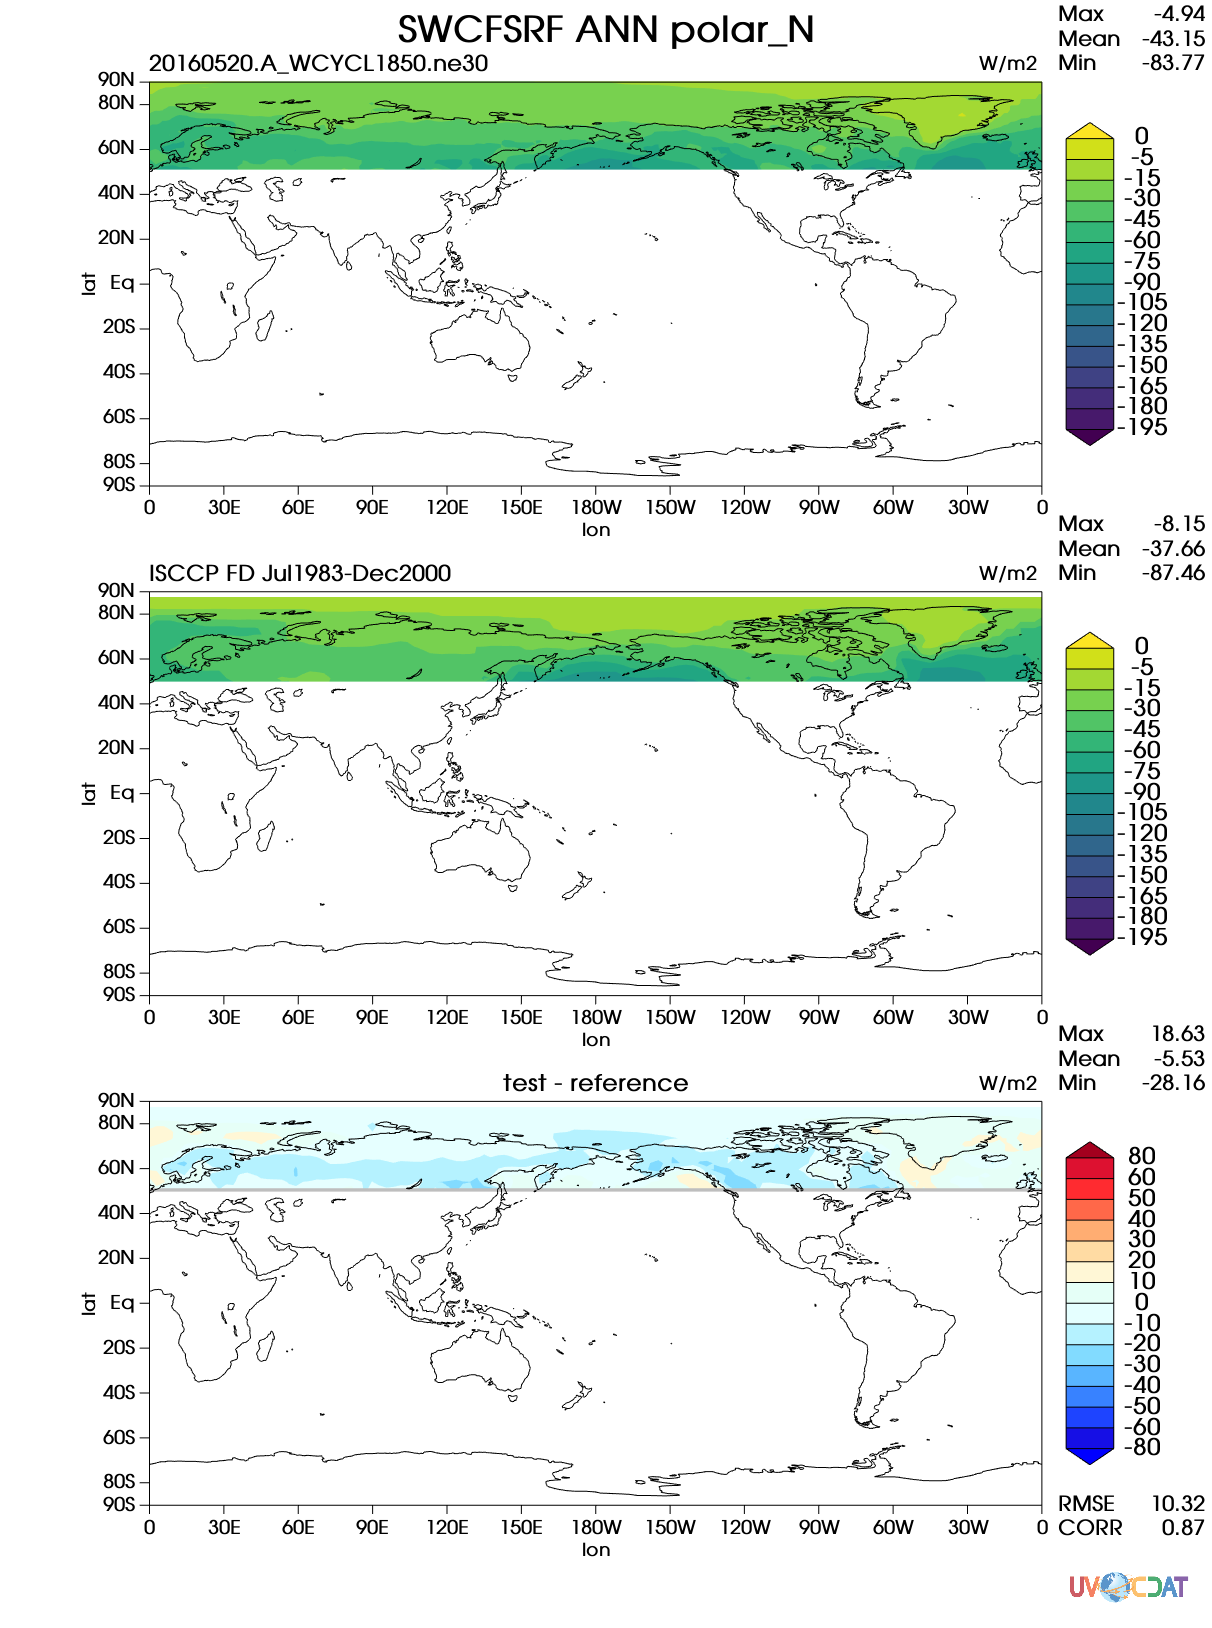 SWCFSRF ANN polar_N
Max -4.94
Mean -43.15
Min -83.77
20160520.A_WCYCL1850.ne30 W/m2
90N
80N
60N
40N
20N
Eq
20S
40S
60S
80S
90S
lat
0 30E 60E 90E 120E 150E 180W 150W 120W 90W 60W 30W 0
lon
0
-5
-15
-30
-45
-60
-75
-90
-105
-120
-135
-150
-165
-180
-195
Max -8.15
Mean -37.66
Min -87.46
ISCCP FD Jul1983-Dec2000 W/m2
90N
80N
60N
40N
20N
Eq
20S
40S
60S
80S
90S
lat
0 30E 60E 90E 120E 150E 180W 150W 120W 90W 60W 30W 0
lon
0
-5
-15
-30
-45
-60
-75
-90
-105
-120
-135
-150
-165
-180
-195
Max 18.63
Mean -5.53
Min -28.16
test - reference W/m2
90N
80N
60N
40N
20N
Eq
20S
40S
60S
80S
90S
lat
0 30E 60E 90E 120E 150E 180W 150W 120W 90W 60W 30W 0
lon
80
60
50
40
30
20
10
0
-10
-20
-30
-40
-50
-60
-80
RMSE 10.32
CORR 0.87
UV CDAT